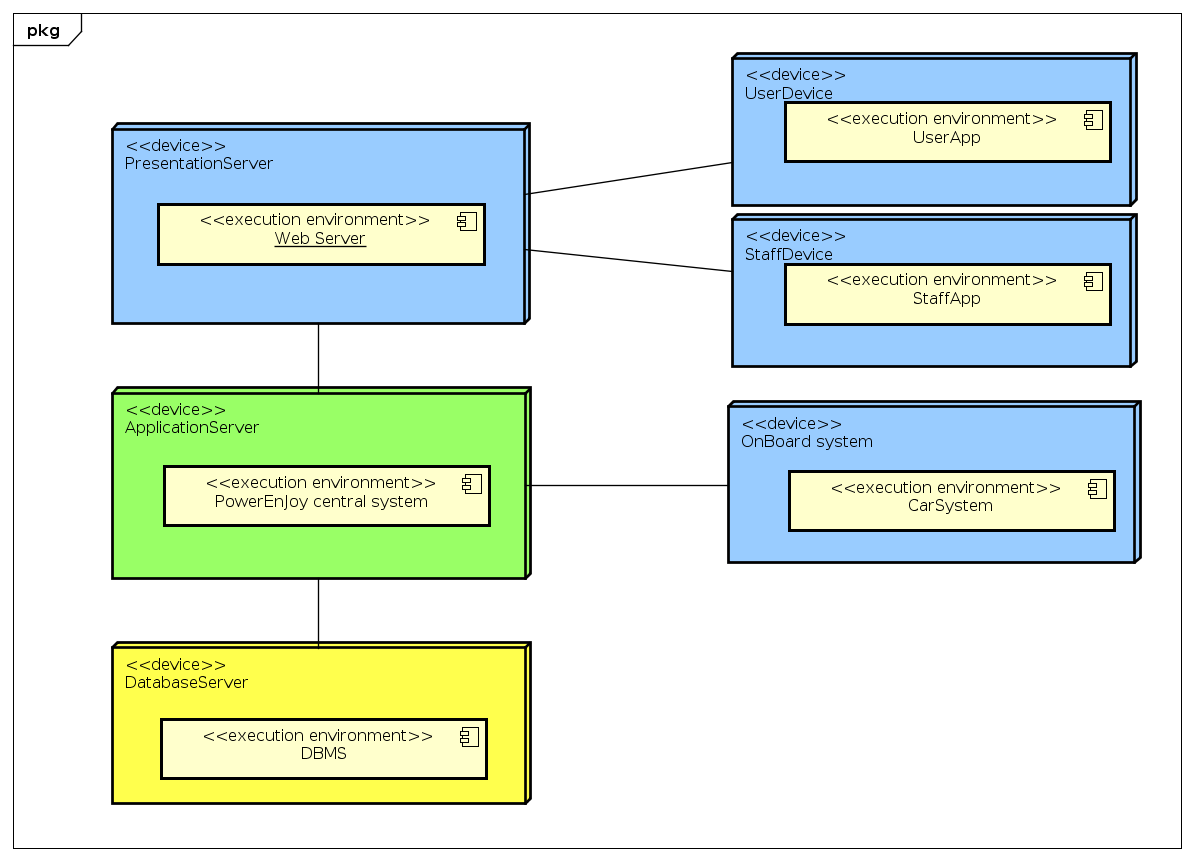 pkg
<<device>>
PresentationServer
<<execution environment>>
Web Server
<<device>>
UserDevice
<<execution environment>>
UserApp
<<device>>
StaffDevice
<<execution environment>>
StaffApp
<<device>>
ApplicationServer
<<execution environment>>
PowerEnJoy central system
<<device>>
OnBoard system
<<execution environment>>
CarSystem
<<device>>
DatabaseServer
<<execution environment>>
DBMS